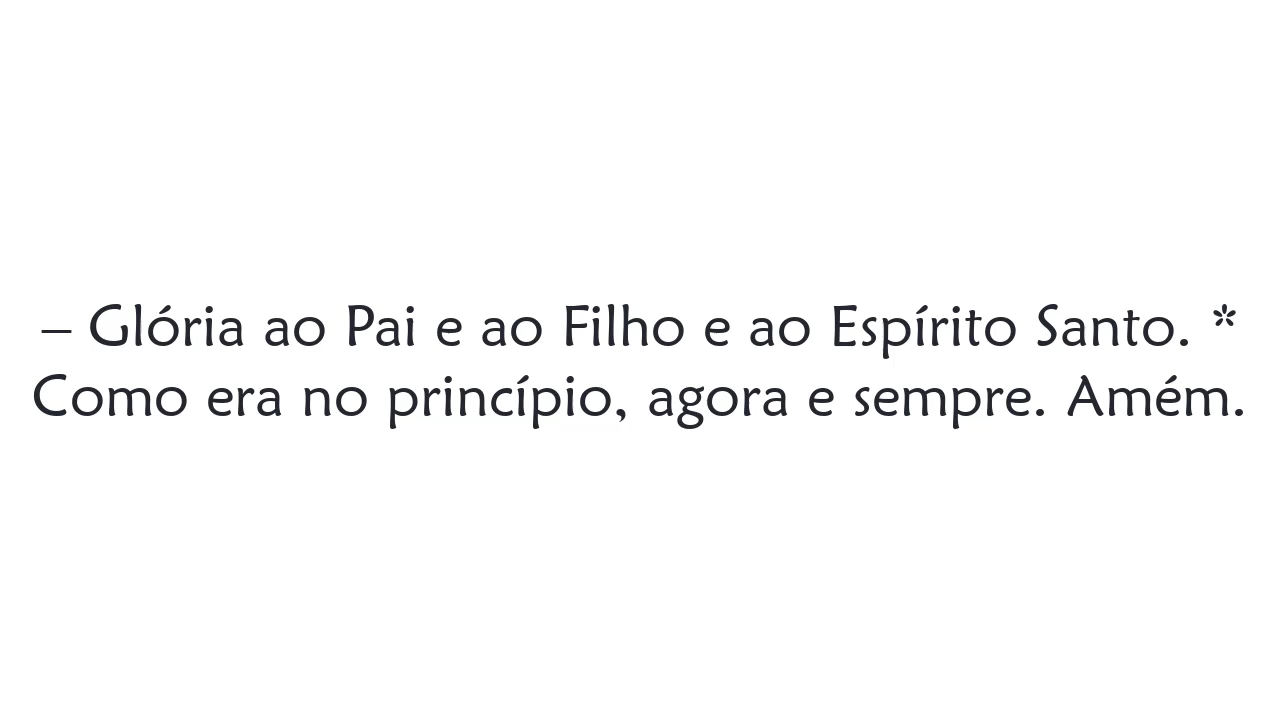 – Glória ao Pai e ao Filho e ao Espírito Santo. *
Como era no princípio, agora e sempre. Amém.